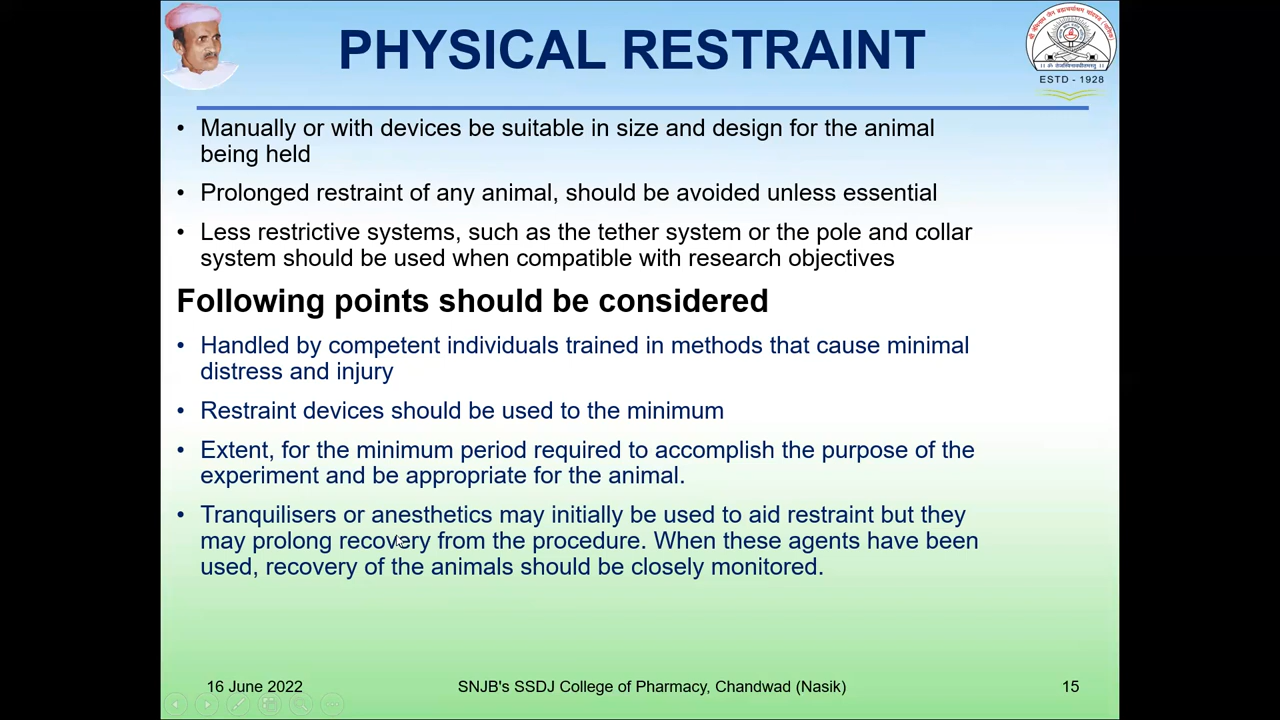 PHYSICAL RESTRAINT
ESTD - 1928
• Manually or with devices be suitable in size and design for the animal
being held
• Prolonged restraint of any animal, should be avoided unless essential
• Less restrictive systems, such as the tether system or the pole and collar
system should be used when compatible with research objectives
Following points should be considered
• Handled by competent individuals trained in methods that cause minimal
distress and injury
• Restraint devices should be used to the minimum
• Extent, for the minimum period required to accomplish the purpose of the
experiment and be appropriate for the animal.
• Tranquilisers or anesthetics may initially be used to aid restraint but they
may prolong recovery from the procedure. When these agents have been
used, recovery of the animals should be closely monitored.
16 June 2022
SNJB's SSDJ College of Pharmacy, Chandwad (Nasik)
15